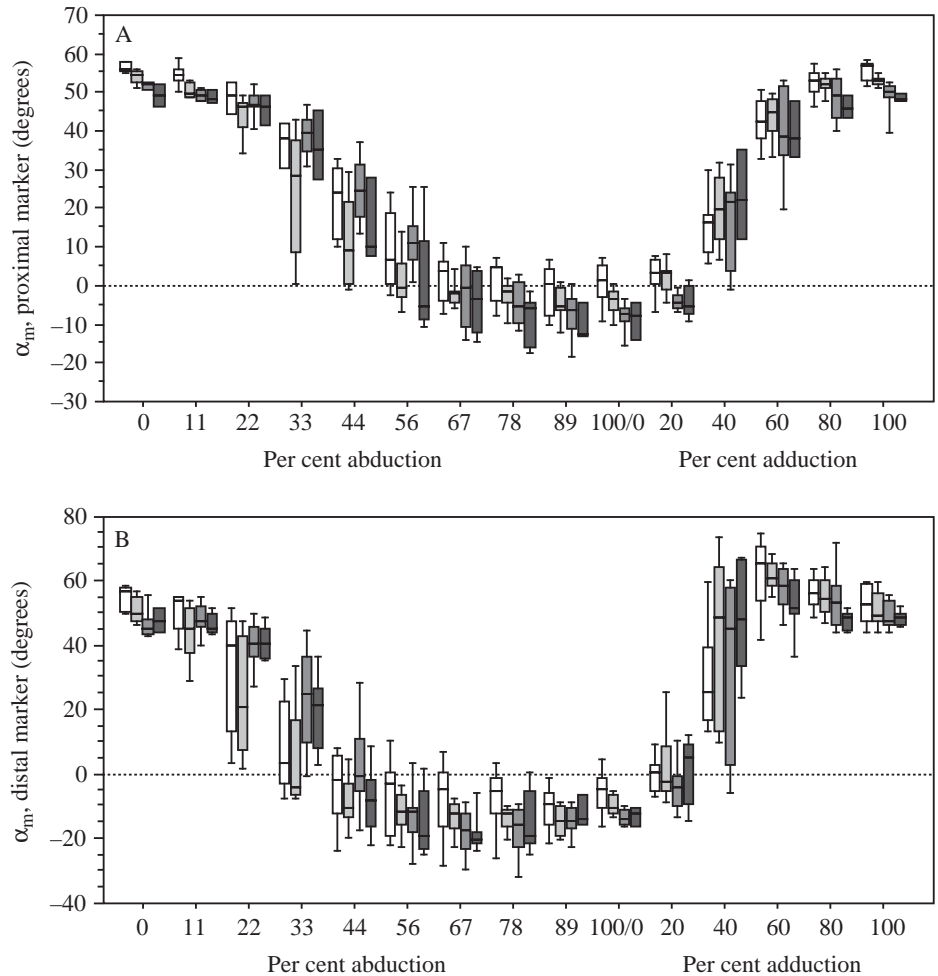 A
α_m, proximal marker (degrees)
70
60
50
40
30
20
10
0
–10
–20
–30
0 11 22 33 44 56 67 78 89 100/0 20 40 60 80 100
Per cent abduction Per cent adduction
B
α_m, distal marker (degrees)
80
60
40
20
0
–20
–40
0 11 22 33 44 56 67 78 89 100/0 20 40 60 80 100
Per cent abduction Per cent adduction